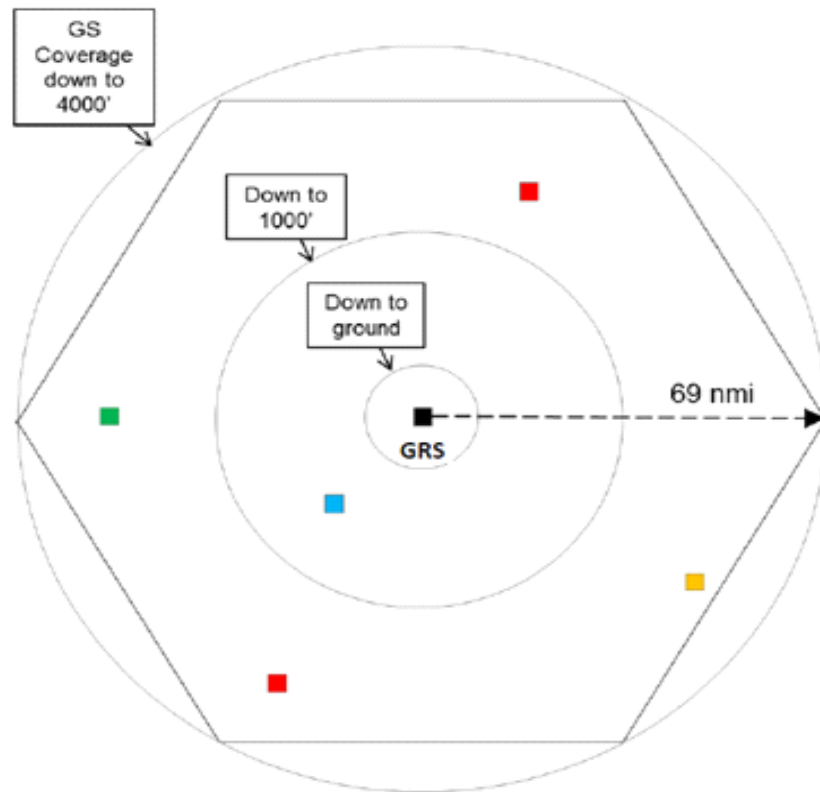 GS
Coverage
down to
4000'
Down to
1000'
Down to
ground
69 nmi
GRS